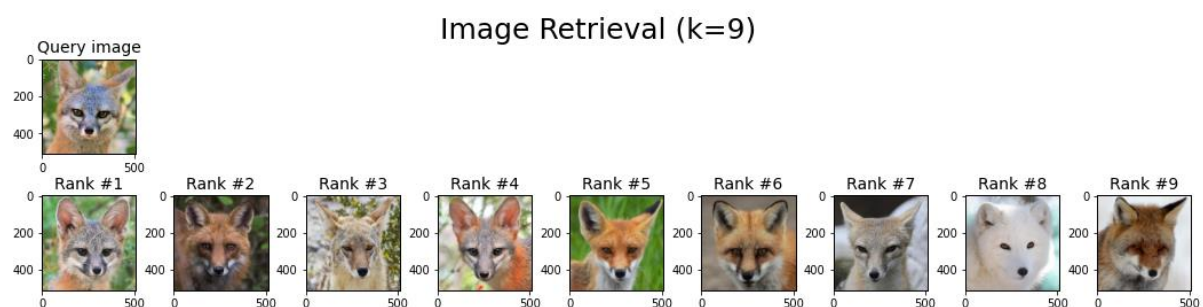 Image Retrieval (k=9)
Query image
0
200
400
0 500
Rank #1 Rank #2 Rank #3 Rank #4 Rank #5 Rank #6 Rank #7 Rank #8 Rank #9
0 0 0 0 0 0 0 0 0
200 200 200 200 200 200 200 200 200
400 400 400 400 400 400 400 400 400
0 500 0 500 0 500 0 500 0 500 0 500 0 500 0 500 0 500